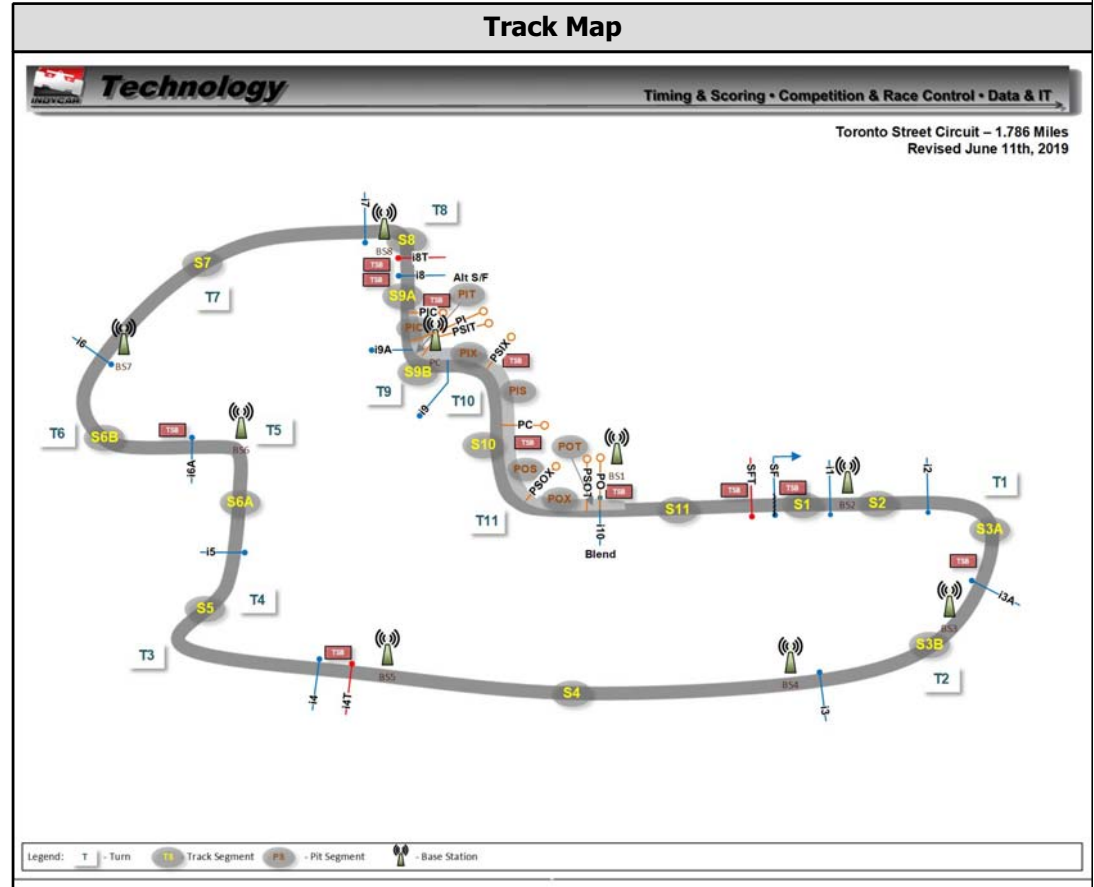 Track Map
INDYCAR
Technology
Timing & Scoring • Competition & Race Control • Data & IT
Toronto Street Circuit – 1.786 Miles
Revised June 11th, 2019
i7
T8
BS8
S8
i8T
TSB
TSB
i8
Alt S/F
S9A
TSB
PIT
S7
T7
PIC
PI
PIC
PSIT
i6
BS7
i9A
PC
PIX
PSIX
TSB
S9B
T9
T10
PIS
i9
T6
S6B
TSB
BS6
T5
i6A
S10
PC
TSB
POT
POS
PSOX
PSOT
PO
BS1
S6A
POX
TSB
T11
S11
SFT
TSB
SF
TSB
S1
i1
BS2
S2
i2
T1
S3A
i10
Blend
i5
TSB
i3A
S5
T4
BS3
T3
TSB
BS5
BS4
S3B
T2
i4
i4T
S4
i3
Legend:
T
- Turn
TS
- Track Segment
PS
- Pit Segment
- Base Station